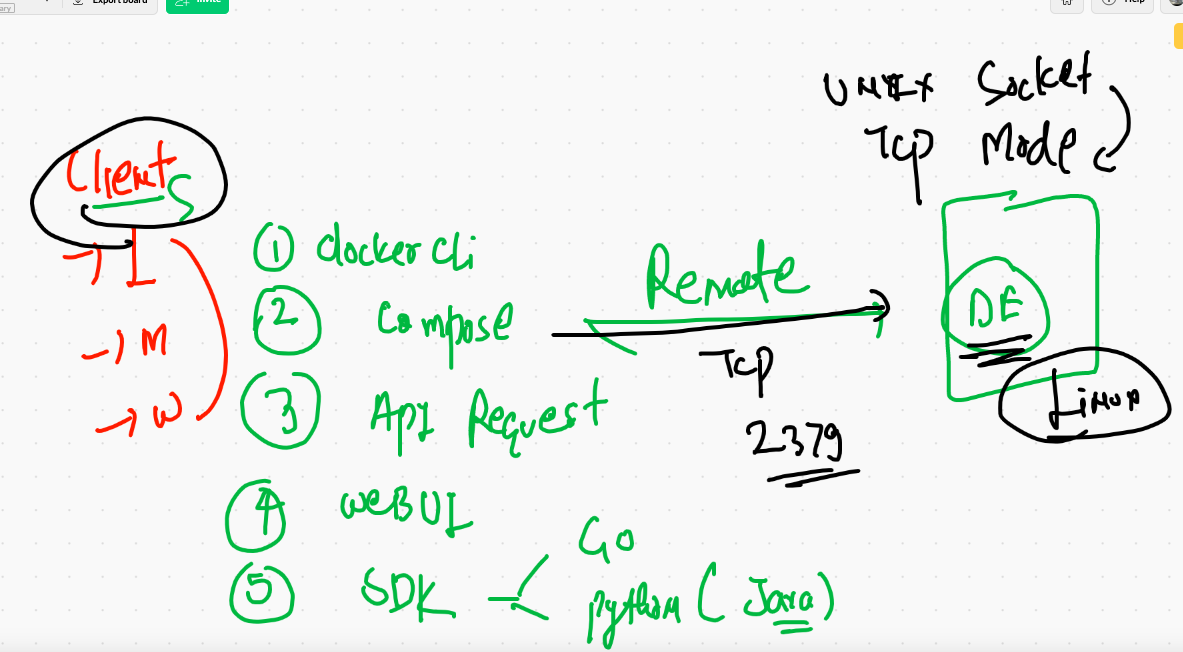 Export board
Invite
Help
UNIX Socket
Tcp Mode
Clients
L
M
W
1 docker cli
2 Compose
3 ApI Request
4 WEBUI
5 SDK
Go
python (Java)
Remote
Tcp
2379
DE
Linux